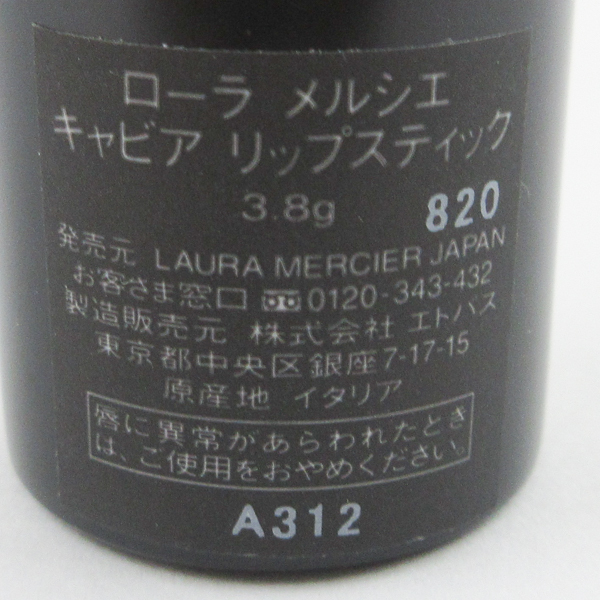 ローラ メルシエ
キャビア リップスティック
3.8g 820
発売元 LAURA MERCIER JAPAN
お客さま窓口 0120-343-432
製造販売元 株式会社 エトバス
東京都中央区銀座7-17-15
原産地 イタリア
唇に異常があらわれたとき
は、ご使用をおやめください。
A312